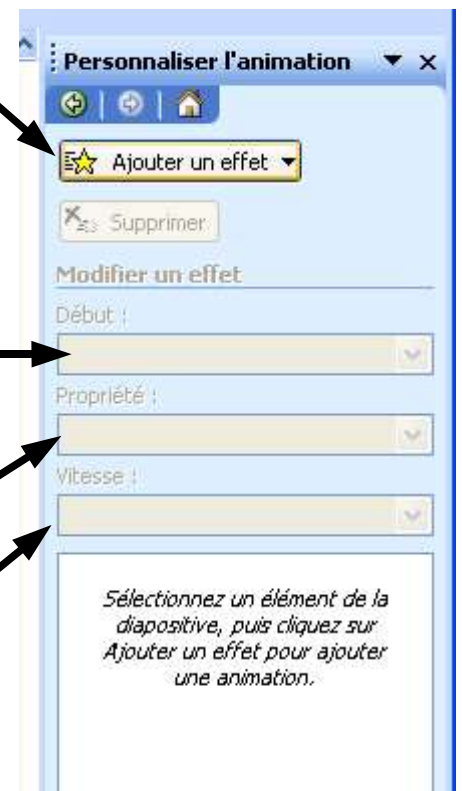 Personnaliser l'animation
Ajouter un effet
Supprimer
Modifier un effet
Début :
Propriété :
Vitesse :
Sélectionnez un élément de la
diapositive, puis cliquez sur
Ajouter un effet pour ajouter
une animation.